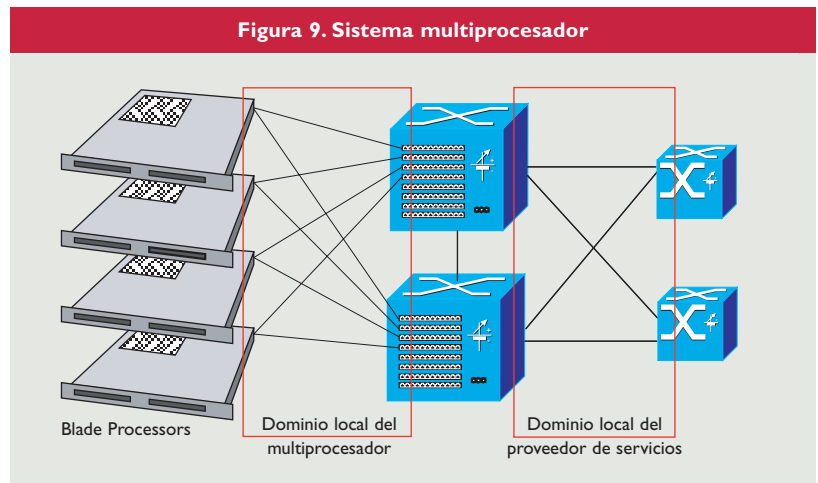 Figura 9. Sistema multiprocesador
Blade Processors
Dominio local del
multiprocesador
Dominio local del
proveedor de servicios